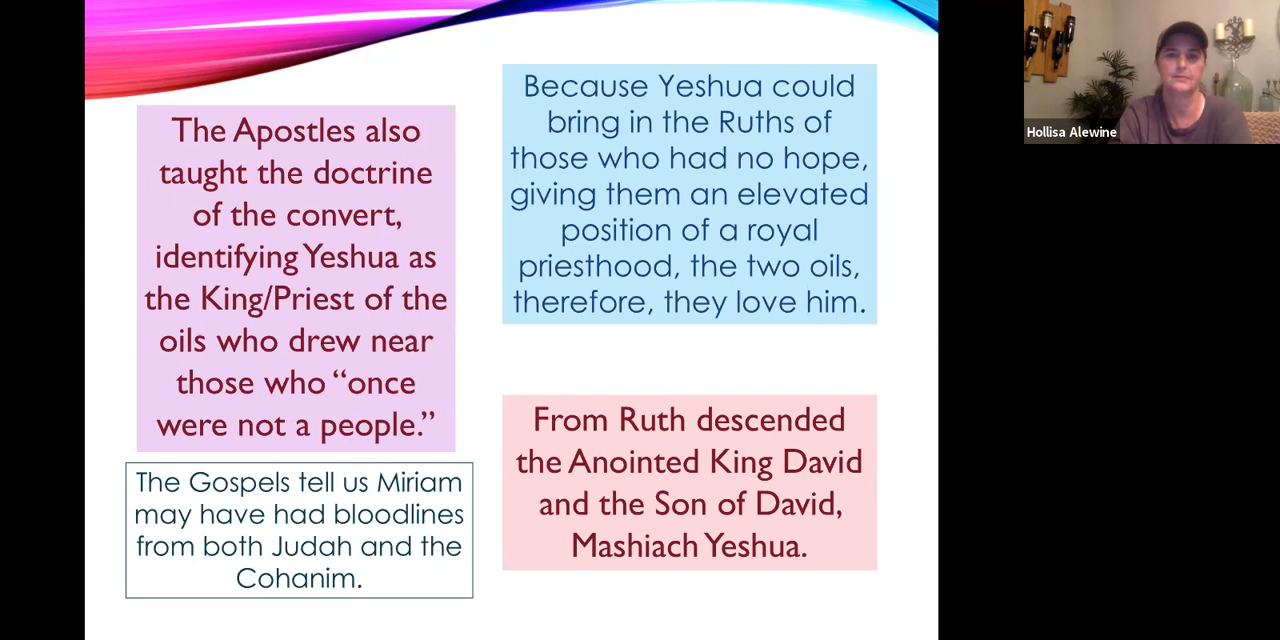 The Apostles also
taught the doctrine
of the convert,
identifying Yeshua as
the King/Priest of the
oils who drew near
those who “once
were not a people.”
The Gospels tell us Miriam
may have had bloodlines
from both Judah and the
Cohanim.
Because Yeshua could
bring in the Ruths of
those who had no hope,
giving them an elevated
position of a royal
priesthood, the two oils,
therefore, they love him.
From Ruth descended
the Anointed King David
and the Son of David,
Mashiach Yeshua.
Hollisa Alewine